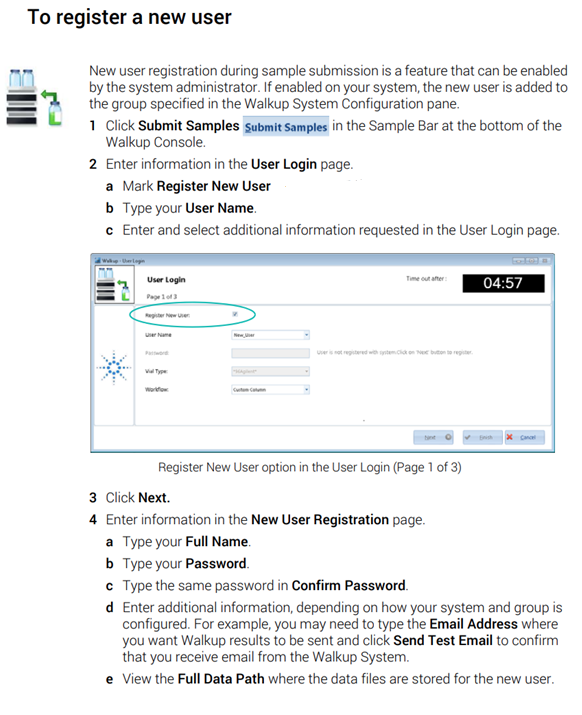 To register a new user
New user registration during sample submission is a feature that can be enabled
by the system administrator. If enabled on your system, the new user is added to
the group specified in the Walkup System Configuration pane.
1 Click Submit Samples Submit Samples in the Sample Bar at the bottom of the
Walkup Console.
2 Enter information in the User Login page.
a Mark Register New User
b Type your User Name.
c Enter and select additional information requested in the User Login page.
Walkup - User Login
User Login
Page 1 of 3
Time out after :
04:57
Register New User:
User Name
New_User
Password:
User is not registered with system.Click on 'Next' button to register.
Vial Type:
Workflow:
Custom Column
Next
Finish
Cancel
Register New User option in the User Login (Page 1 of 3)
3 Click Next.
4 Enter information in the New User Registration page.
a Type your Full Name.
b Type your Password.
c Type the same password in Confirm Password.
d Enter additional information, depending on how your system and group is
configured. For example, you may need to type the Email Address where
you want Walkup results to be sent and click Send Test Email to confirm
that you receive email from the Walkup System.
e View the Full Data Path where the data files are stored for the new user.